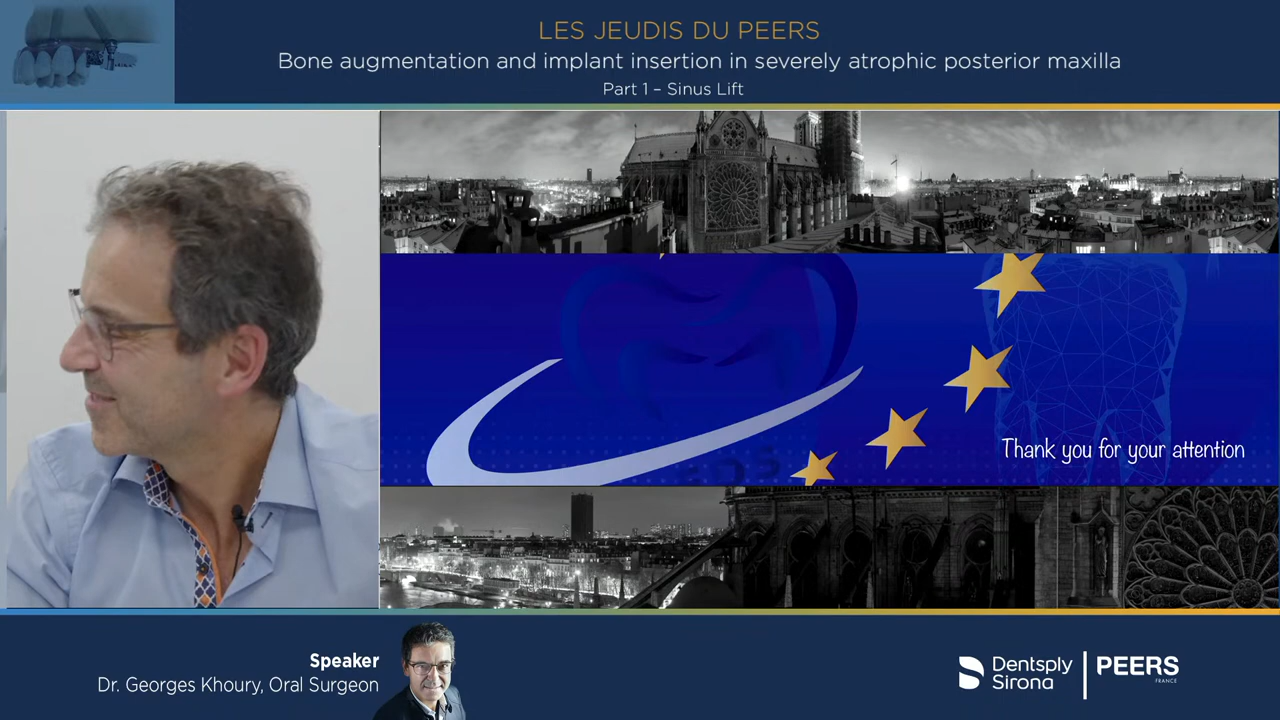 LES JEUDIS DU PEERS
Bone augmentation and implant insertion in severely atrophic posterior maxilla
Part 1 – Sinus Lift
Thank you for your attention
Speaker
Dr. Georges Khoury, Oral Surgeon
Dentsply
Sirona
PEERS
FRANCE